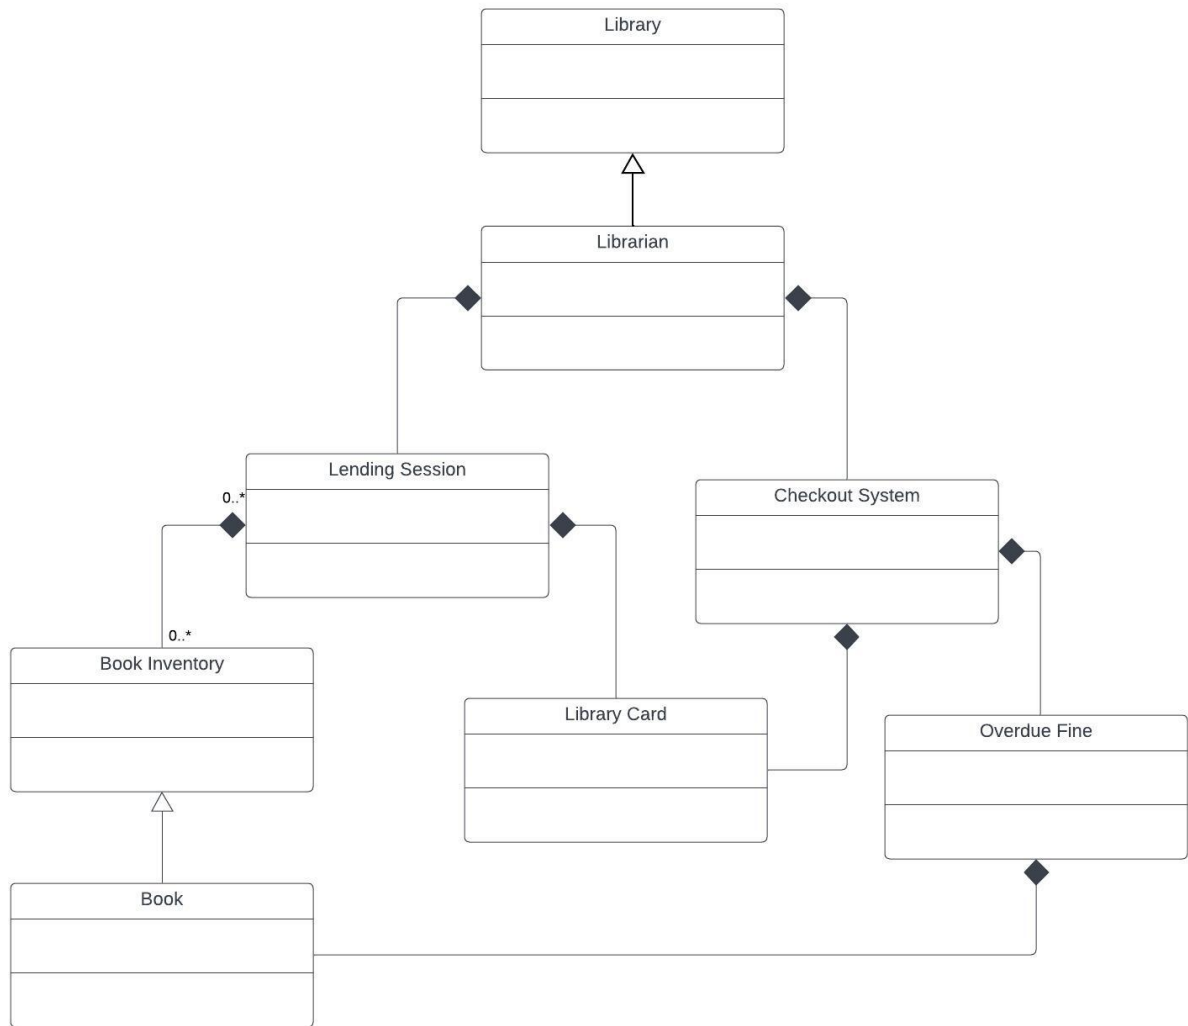 Library
Librarian
Lending Session
0..*
Checkout System
0..*
Book Inventory
Library Card
Overdue Fine
Book